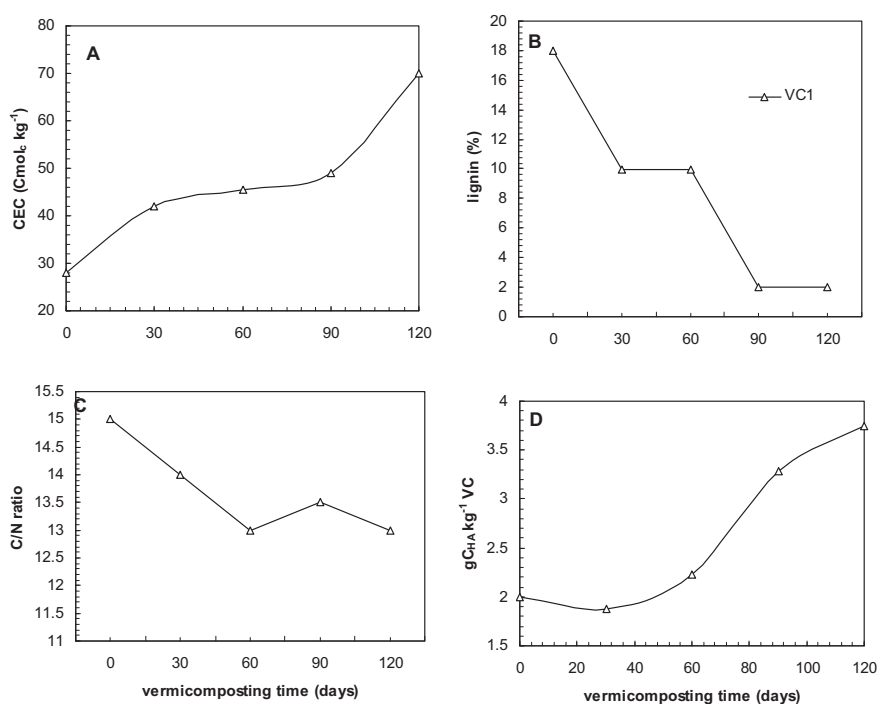 A
80
70
60
50
40
30
20
CEC (Cmolc kg-1)
0 30 60 90 120
B
20
18
16
14
12
10
8
6
4
2
0
lignin (%)
VC1
0 30 60 90 120
C
15.5
15
14.5
14
13.5
13
12.5
12
11.5
11
C/N ratio
0 30 60 90 120
vermicomposting time (days)
D
4
3.5
3
2.5
2
1.5
gCHA kg-1 VC
0 20 40 60 80 100 120
vermicomposting time (days)